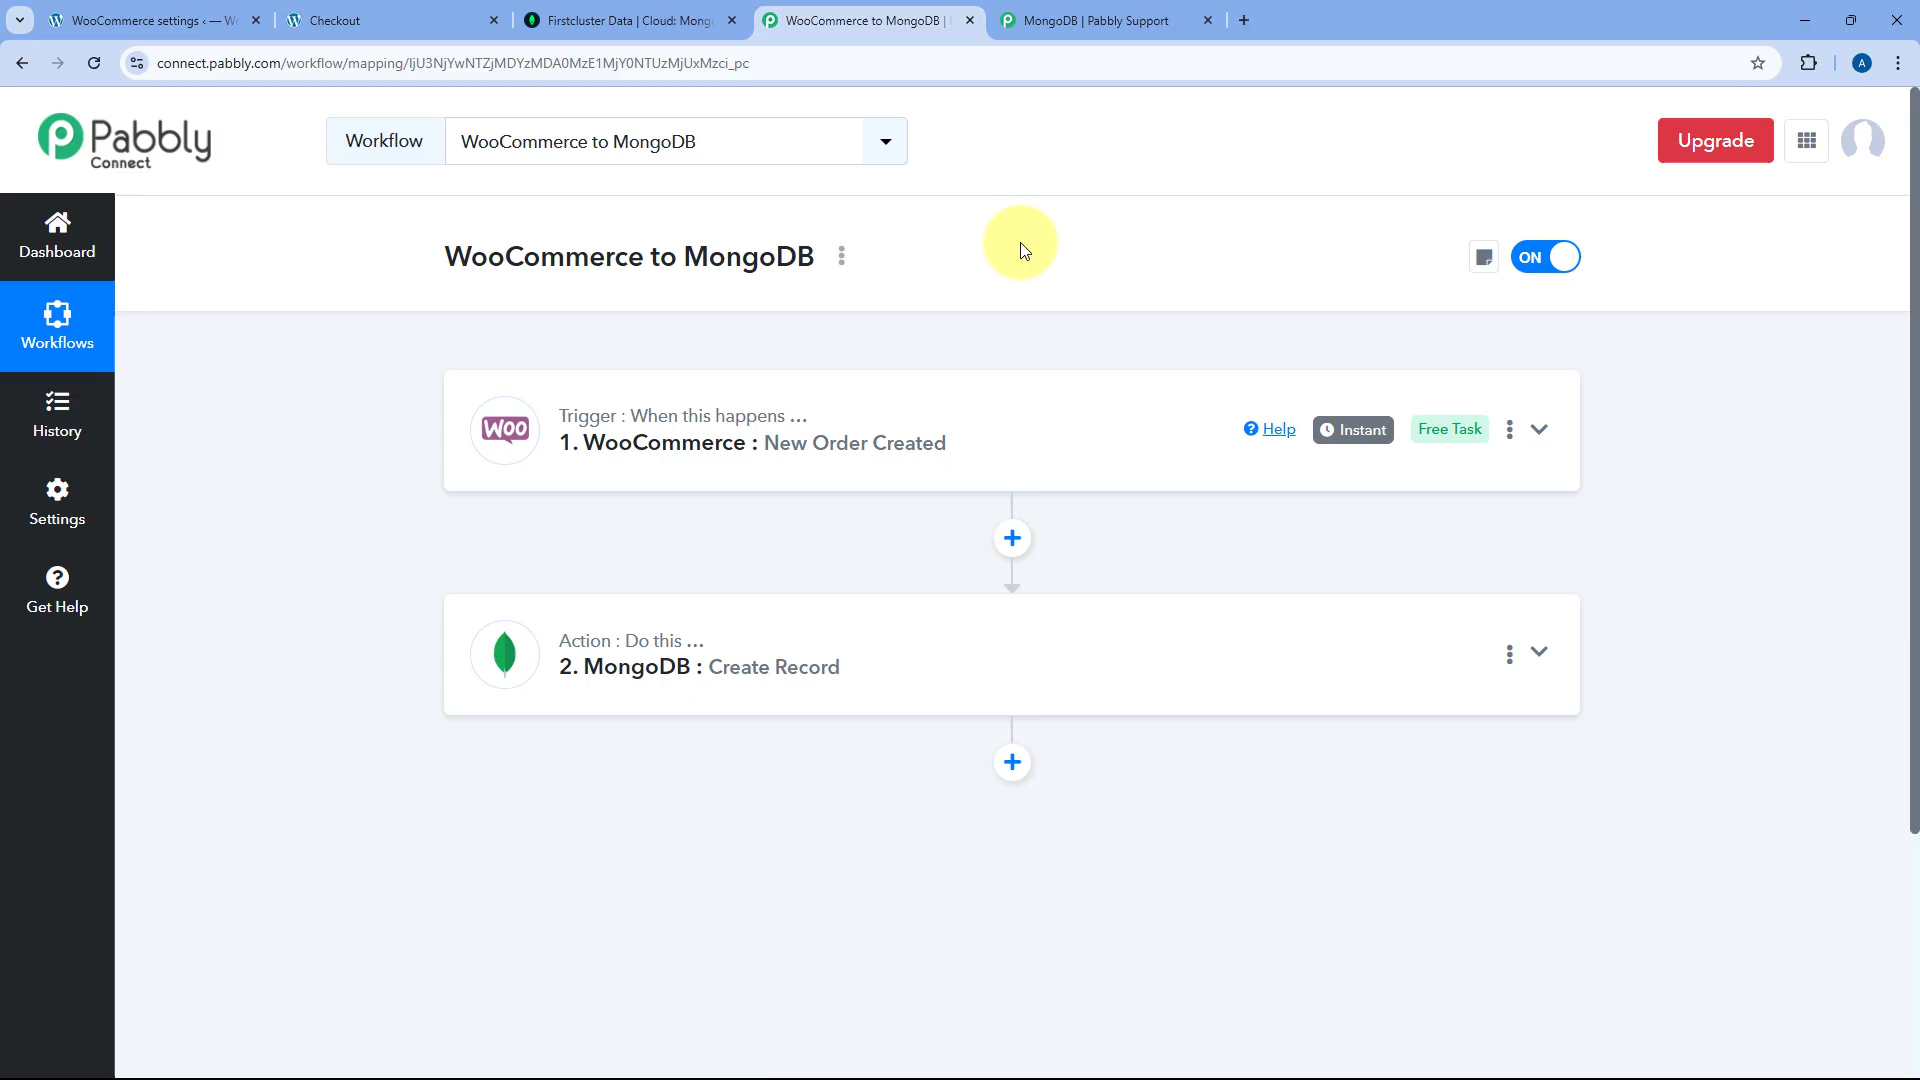 WooCommerce settings ‹ — W
Checkout
Firstcluster Data | Cloud: Mong
WooCommerce to MongoDB |
MongoDB | Pabbly Support
connect.pabbly.com/workflow/mapping/IjU3NjYwNTZjMDYzMDA0MzE1MjY0NTUzMjUxMzci_pc
A
Pabbly
Connect
Workflow
WooCommerce to MongoDB
Upgrade
Dashboard
Workflows
History
Settings
Get Help
WooCommerce to MongoDB
ON
Woo
Trigger : When this happens ...
1. WooCommerce : New Order Created
Help
Instant
Free Task
Action : Do this ...
2. MongoDB : Create Record